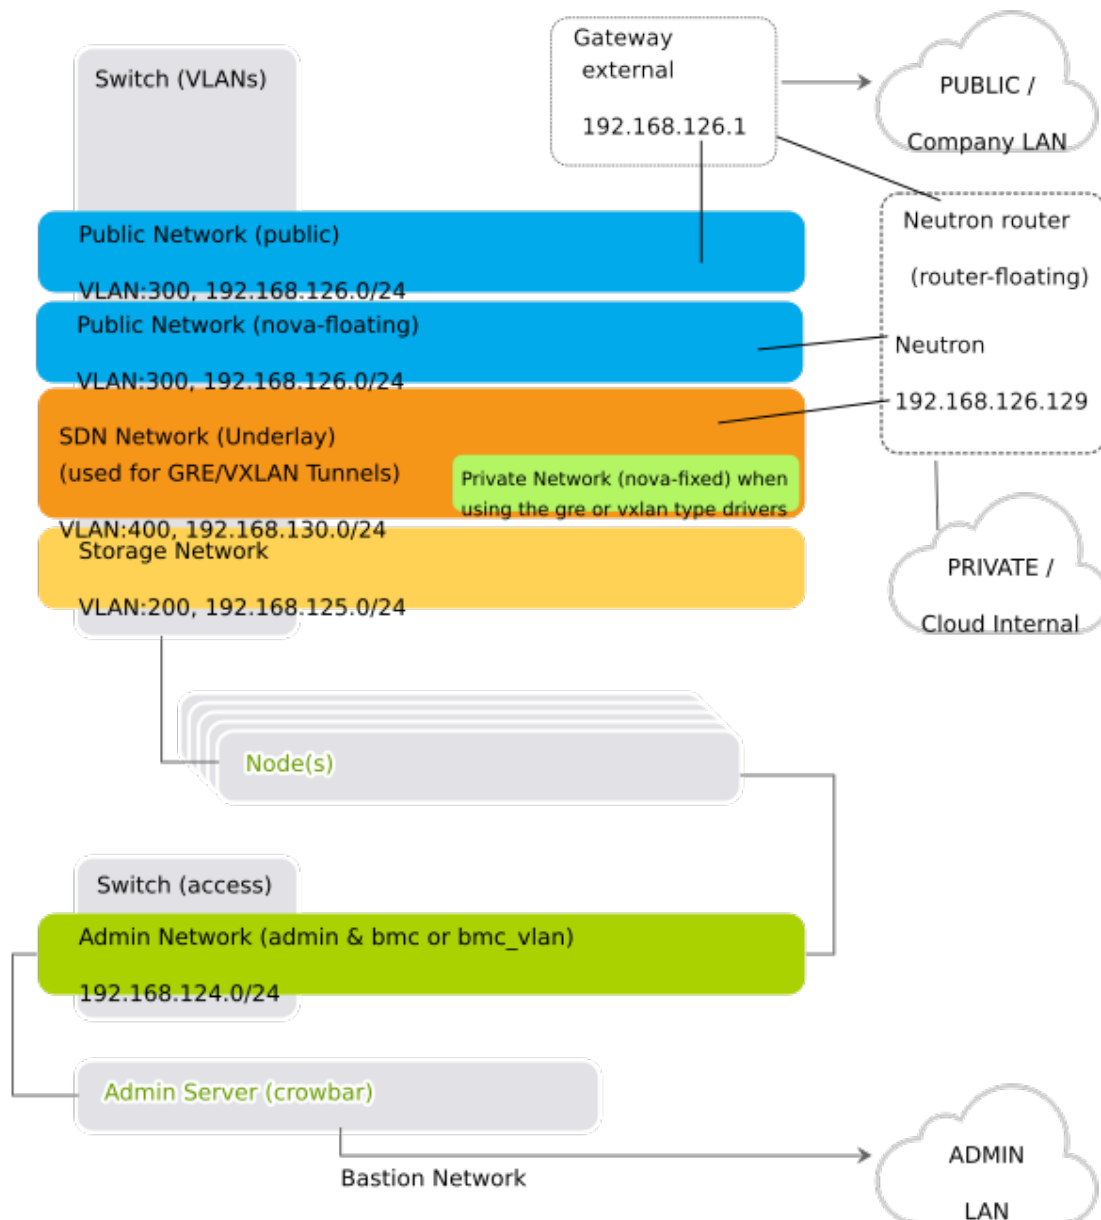 Gateway
external
192.168.126.1
PUBLIC /
Company LAN
Switch (VLANs)
Public Network (public)
VLAN:300, 192.168.126.0/24
Public Network (nova-floating)
VLAN:300, 192.168.126.0/24
Neutron router
(router-floating)
Neutron
192.168.126.129
SDN Network (Underlay)
(used for GRE/VXLAN Tunnels)
VLAN:400, 192.168.130.0/24
Private Network (nova-fixed) when
using the gre or vxlan type drivers
Storage Network
VLAN:200, 192.168.125.0/24
PRIVATE /
Cloud Internal
Node(s)
Switch (access)
Admin Network (admin & bmc or bmc_vlan)
192.168.124.0/24
Admin Server (crowbar)
Bastion Network
ADMIN
LAN